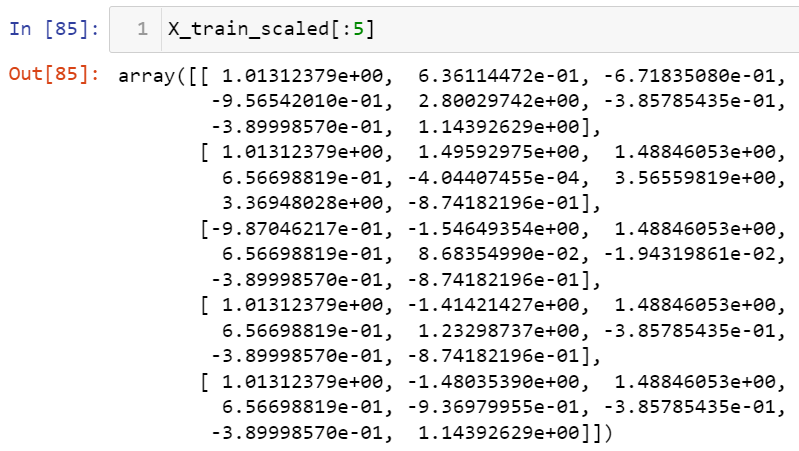 In [85]: 1 X_train_scaled[:5]
Out[85]: array([[ 1.01312379e+00, 6.36114472e-01, -6.71835080e-01,
-9.56542010e-01, 2.80029742e+00, -3.85785435e-01,
-3.89998570e-01, 1.14392629e+00],
[ 1.01312379e+00, 1.49592975e+00, 1.48846053e+00,
6.56698819e-01, -4.04407455e-04, 3.56559819e+00,
3.36948028e+00, -8.74182196e-01],
[-9.87046217e-01, -1.54649354e+00, 1.48846053e+00,
6.56698819e-01, 8.68354990e-02, -1.94319861e-02,
-3.89998570e-01, -8.74182196e-01],
[ 1.01312379e+00, -1.41421427e+00, 1.48846053e+00,
6.56698819e-01, 1.23298737e+00, -3.85785435e-01,
-3.89998570e-01, -8.74182196e-01],
[ 1.01312379e+00, -1.48035390e+00, 1.48846053e+00,
6.56698819e-01, -9.36979955e-01, -3.85785435e-01,
-3.89998570e-01, 1.14392629e+00]])